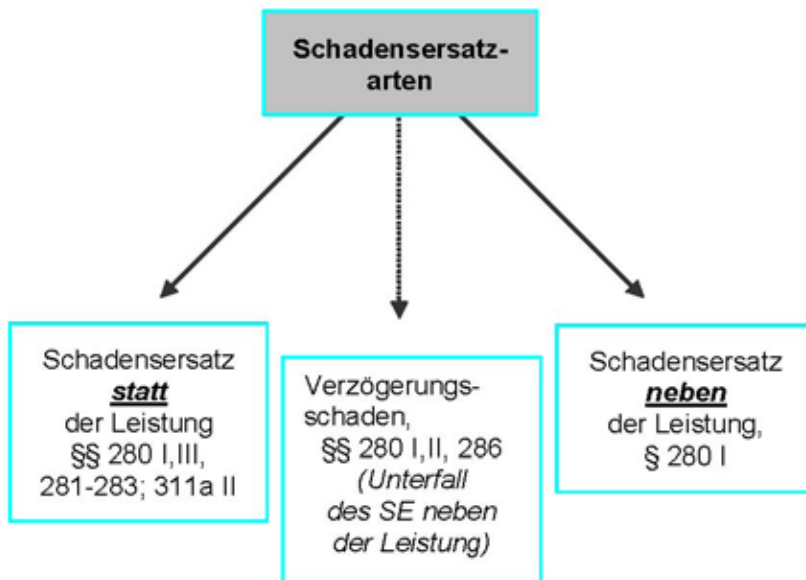 Schadensersatz-
arten
Schadensersatz
statt
der Leistung
§§ 280 I,III,
281-283; 311a II
Verzögerungs-
schaden,
§§ 280 I,II, 286
(Unterfall
des SE neben
der Leistung)
Schadensersatz
neben
der Leistung,
§ 280 I